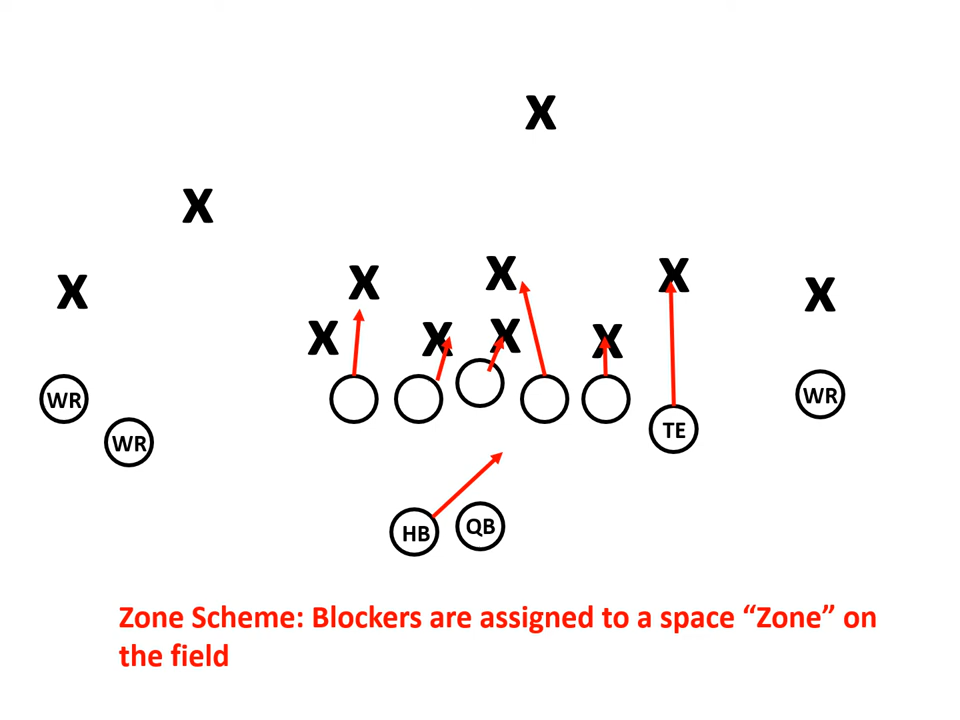 X
X
X
X
X
X
X
X
X
X
X
WR
WR
WR
TE
HB
QB
Zone Scheme: Blockers are assigned to a space “Zone” on
the field